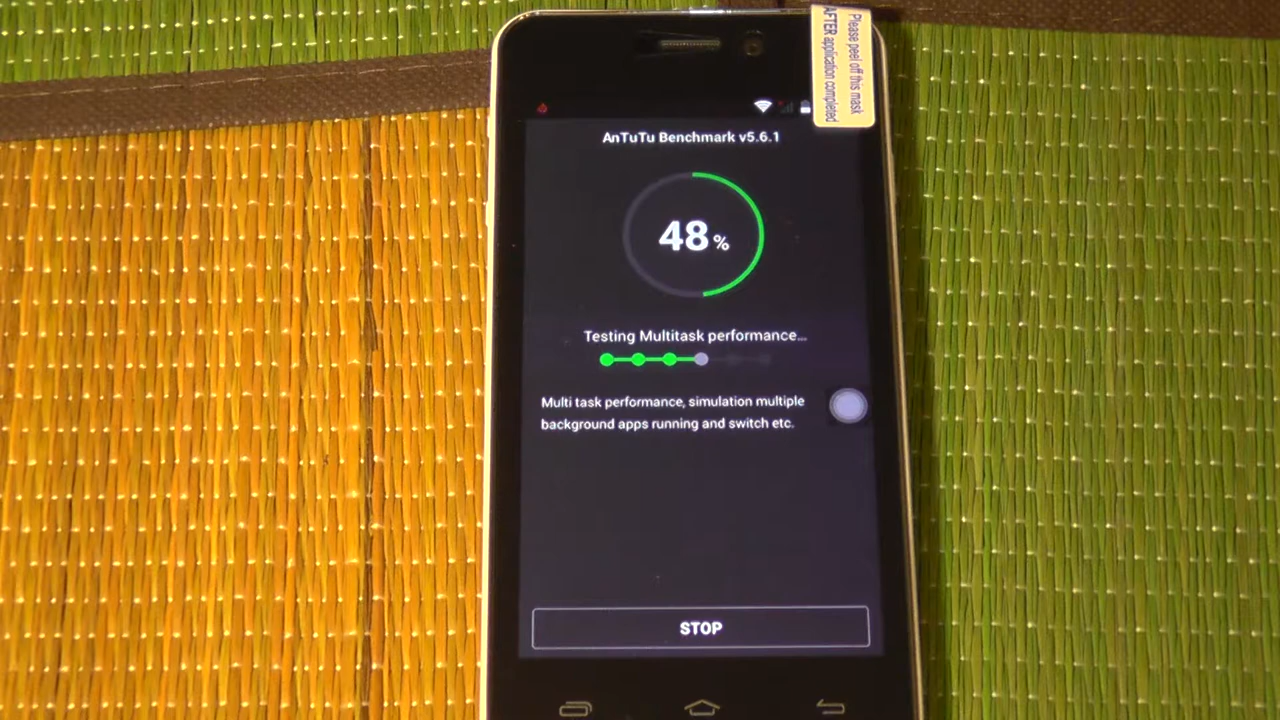 Please peel off this mask
AFTER application completed
AnTuTu Benchmark v5.6.1
48%
Testing Multitask performance...
Multi task performance, simulation multiple
background apps running and switch etc.
STOP